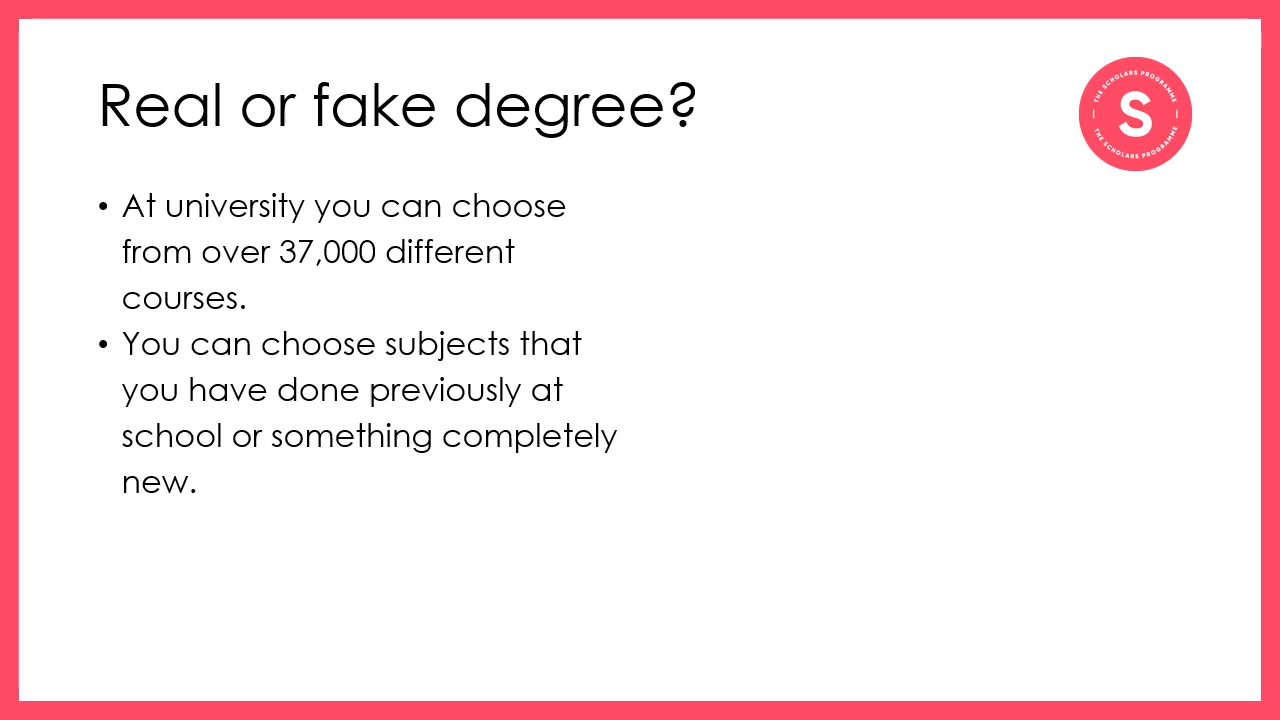 Real or fake degree?
THE SCHOLARS PROGRAMME
S
THE SCHOLARS PROGRAMME
• At university you can choose
from over 37,000 different
courses.
• You can choose subjects that
you have done previously at
school or something completely
new.